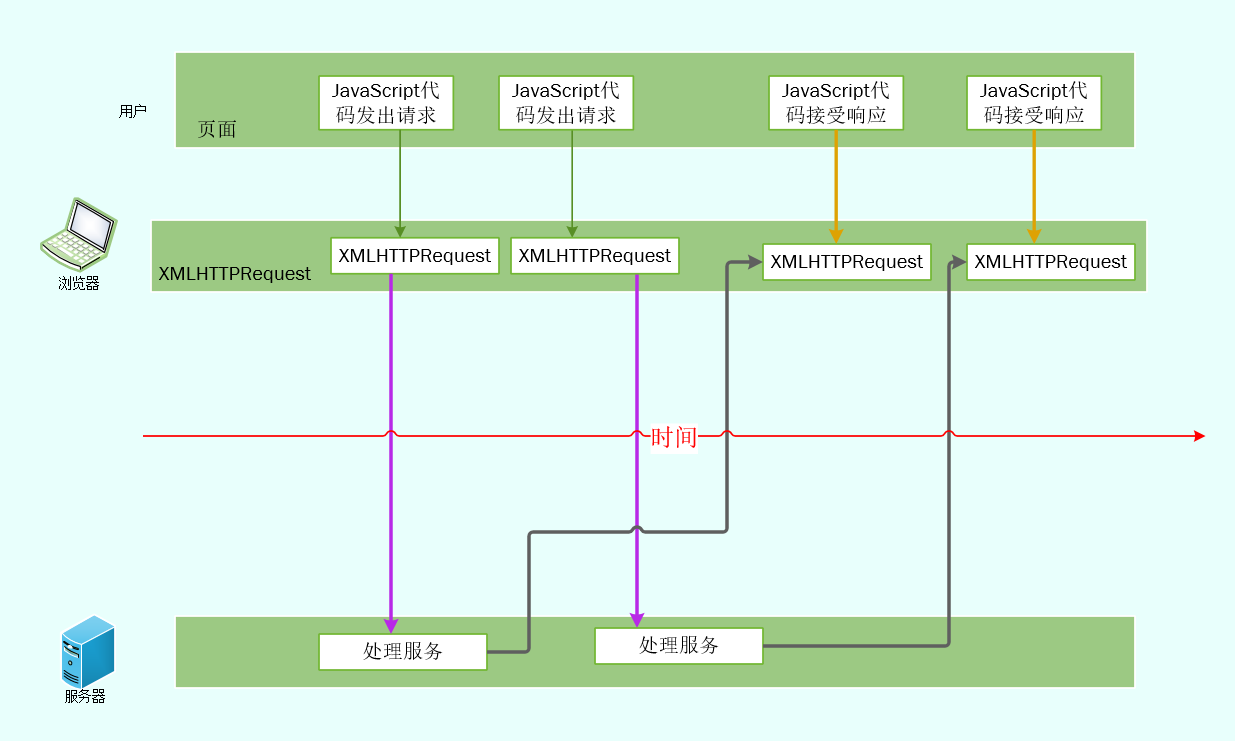 JavaScript代
码发出请求
JavaScript代
码发出请求
JavaScript代
码接受响应
JavaScript代
码接受响应
用户
页面
XMLHTTPRequest
XMLHTTPRequest
XMLHTTPRequest
XMLHTTPRequest
XMLHTTPRequest
浏览器
时间
处理服务
处理服务
服务器